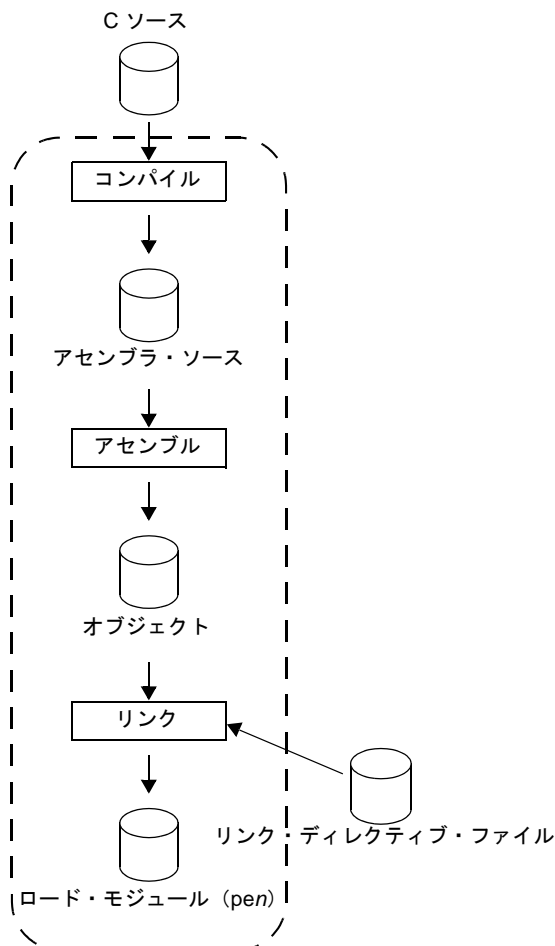 C ソース
コンパイル
アセンブラ・ソース
アセンブル
オブジェクト
リンク
リンク・ディレクティブ・ファイル
ロード・モジュール（pen）